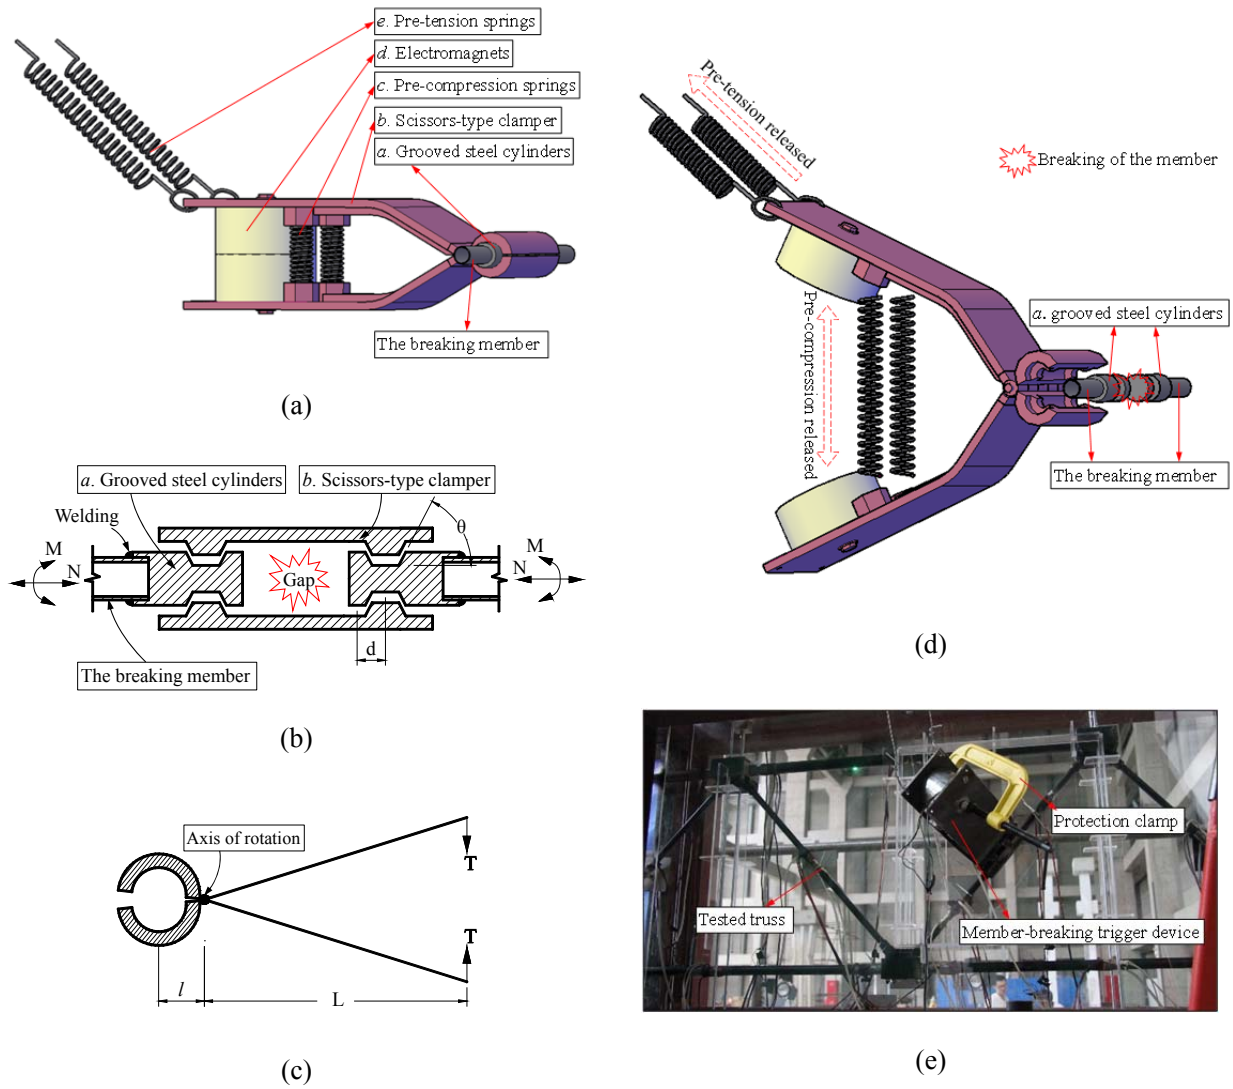 e. Pre-tension springs
d. Electromagnets
c. Pre-compression springs
b. Scissors-type clamper
a. Grooved steel cylinders
The breaking member
(a)
a. Grooved steel cylinders
b. Scissors-type clamper
Welding
θ
M
N
Gap
M
N
d
The breaking member
(b)
Axis of rotation
T
T
l
L
(c)
Pre-tension released
Breaking of the member
Pre-compression released
a. grooved steel cylinders
The breaking member
(d)
Protection clamp
Tested truss
Member-breaking trigger device
(e)